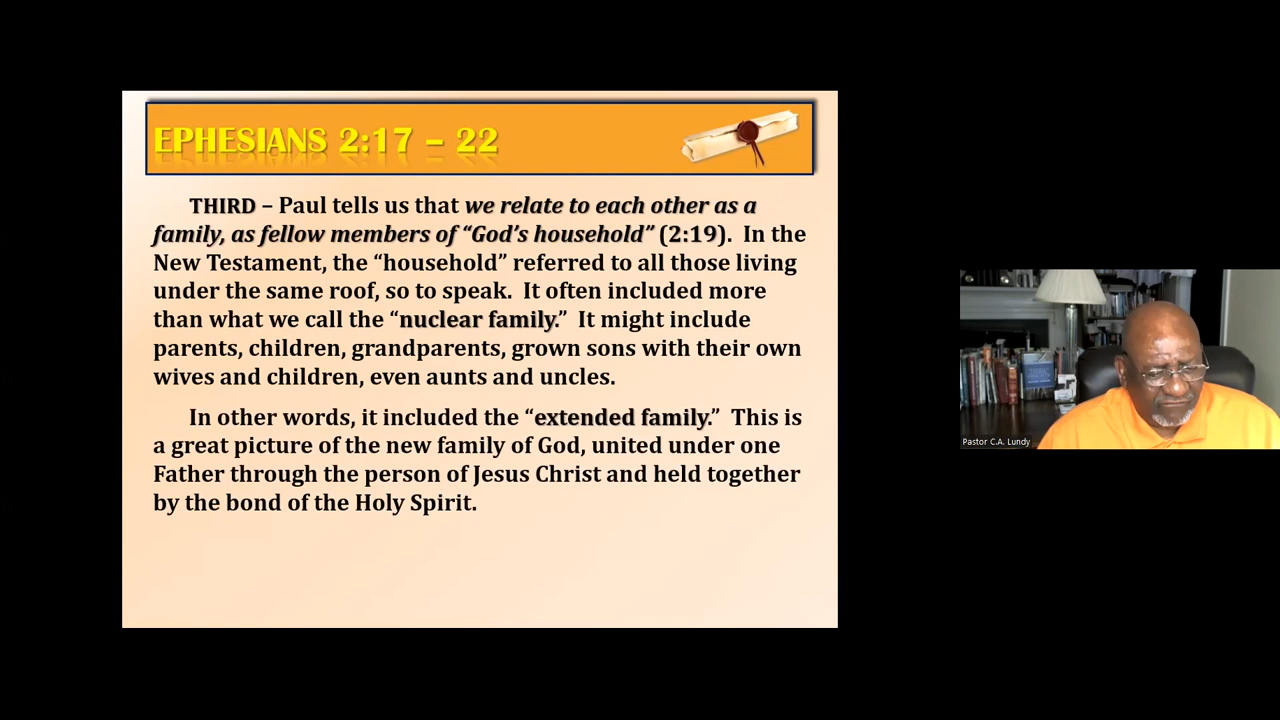 EPHESIANS 2:17 – 22
THIRD – Paul tells us that we relate to each other as a
family, as fellow members of “God’s household” (2:19).  In the
New Testament, the “household” referred to all those living
under the same roof, so to speak.  It often included more
than what we call the “nuclear family.”  It might include
parents, children, grandparents, grown sons with their own
wives and children, even aunts and uncles.
In other words, it included the “extended family.”  This is
a great picture of the new family of God, united under one
Father through the person of Jesus Christ and held together
by the bond of the Holy Spirit.
Pastor C.A. Lundy